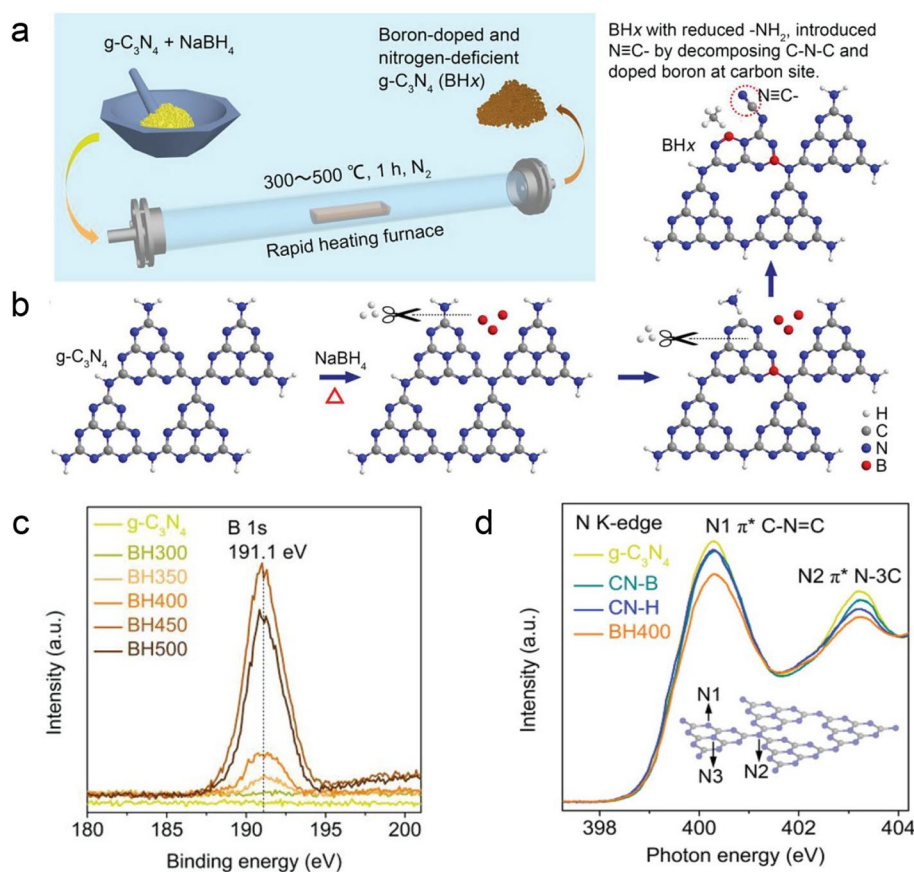 a
g-C₃N₄ + NaBH₄
Boron-doped and
nitrogen-deficient
g-C₃N₄ (BHx)
300~500 ℃, 1 h, N₂
Rapid heating furnace
BHx with reduced -NH₂, introduced
N≡C- by decomposing C-N-C and
doped boron at carbon site.
N≡C-
BHx
b
g-C₃N₄
NaBH₄
△
H
C
N
B
c
g-C₃N₄
BH300
BH350
BH400
BH450
BH500
B 1s
191.1 eV
Intensity (a.u.)
180 185 190 195 200
Binding energy (eV)
d
N K-edge
g-C₃N₄
CN-B
CN-H
BH400
N1 π* C-N=C
N2 π* N-3C
N1
N3
N2
Intensity (a.u.)
398 400 402 404
Photon energy (eV)